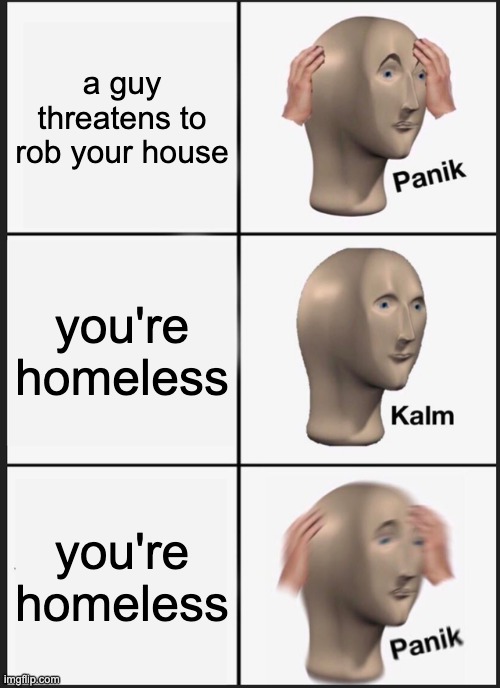 a guy
threatens to
rob your house
Panik
you're
homeless
Kalm
you're
homeless
Panik
imgflip.com